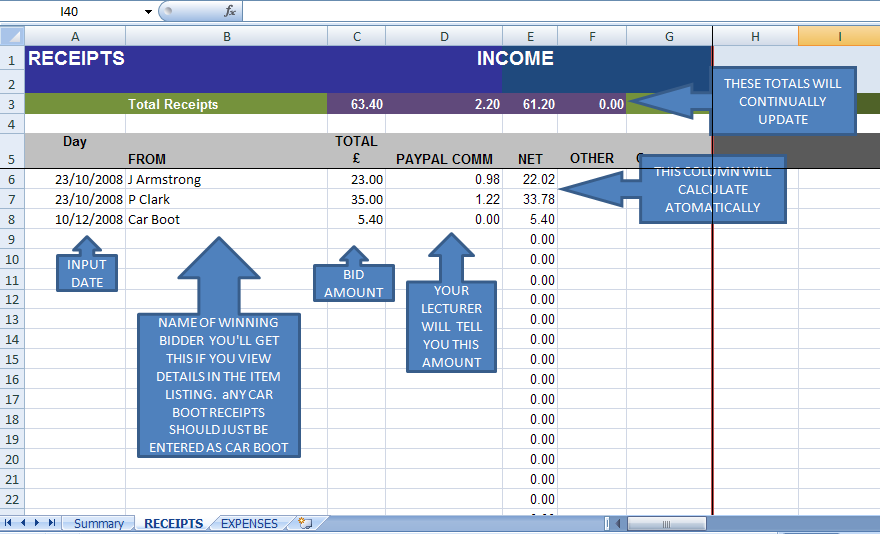 I40 fx
A B C D E F G H I
1 RECEIPTS INCOME
2
3 Total Receipts 63.40 2.20 61.20 0.00
4
5 Day FROM TOTAL £ PAYPAL COMM NET OTHER
6 23/10/2008 J Armstrong 23.00 0.98 22.02
7 23/10/2008 P Clark 35.00 1.22 33.78
8 10/12/2008 Car Boot 5.40 0.00 5.40
9 0.00
10 0.00
11 0.00
12 0.00
13 0.00
14 0.00
15 0.00
16 0.00
17 0.00
18 0.00
19 0.00
20 0.00
21 0.00
22 0.00
THESE TOTALS WILL
CONTINUALLY
UPDATE
THIS COLUMN WILL
CALCULATE
ATOMATICALLY
INPUT
DATE
NAME OF WINNING
BIDDER YOU'LL GET
THIS IF YOU VIEW
DETAILS IN THE ITEM
LISTING. aNY CAR
BOOT RECEIPTS
SHOULD JUST BE
ENTERED AS CAR BOOT
BID
AMOUNT
YOUR
LECTURER
WILL TELL
YOU THIS
AMOUNT
Summary RECEIPTS EXPENSES